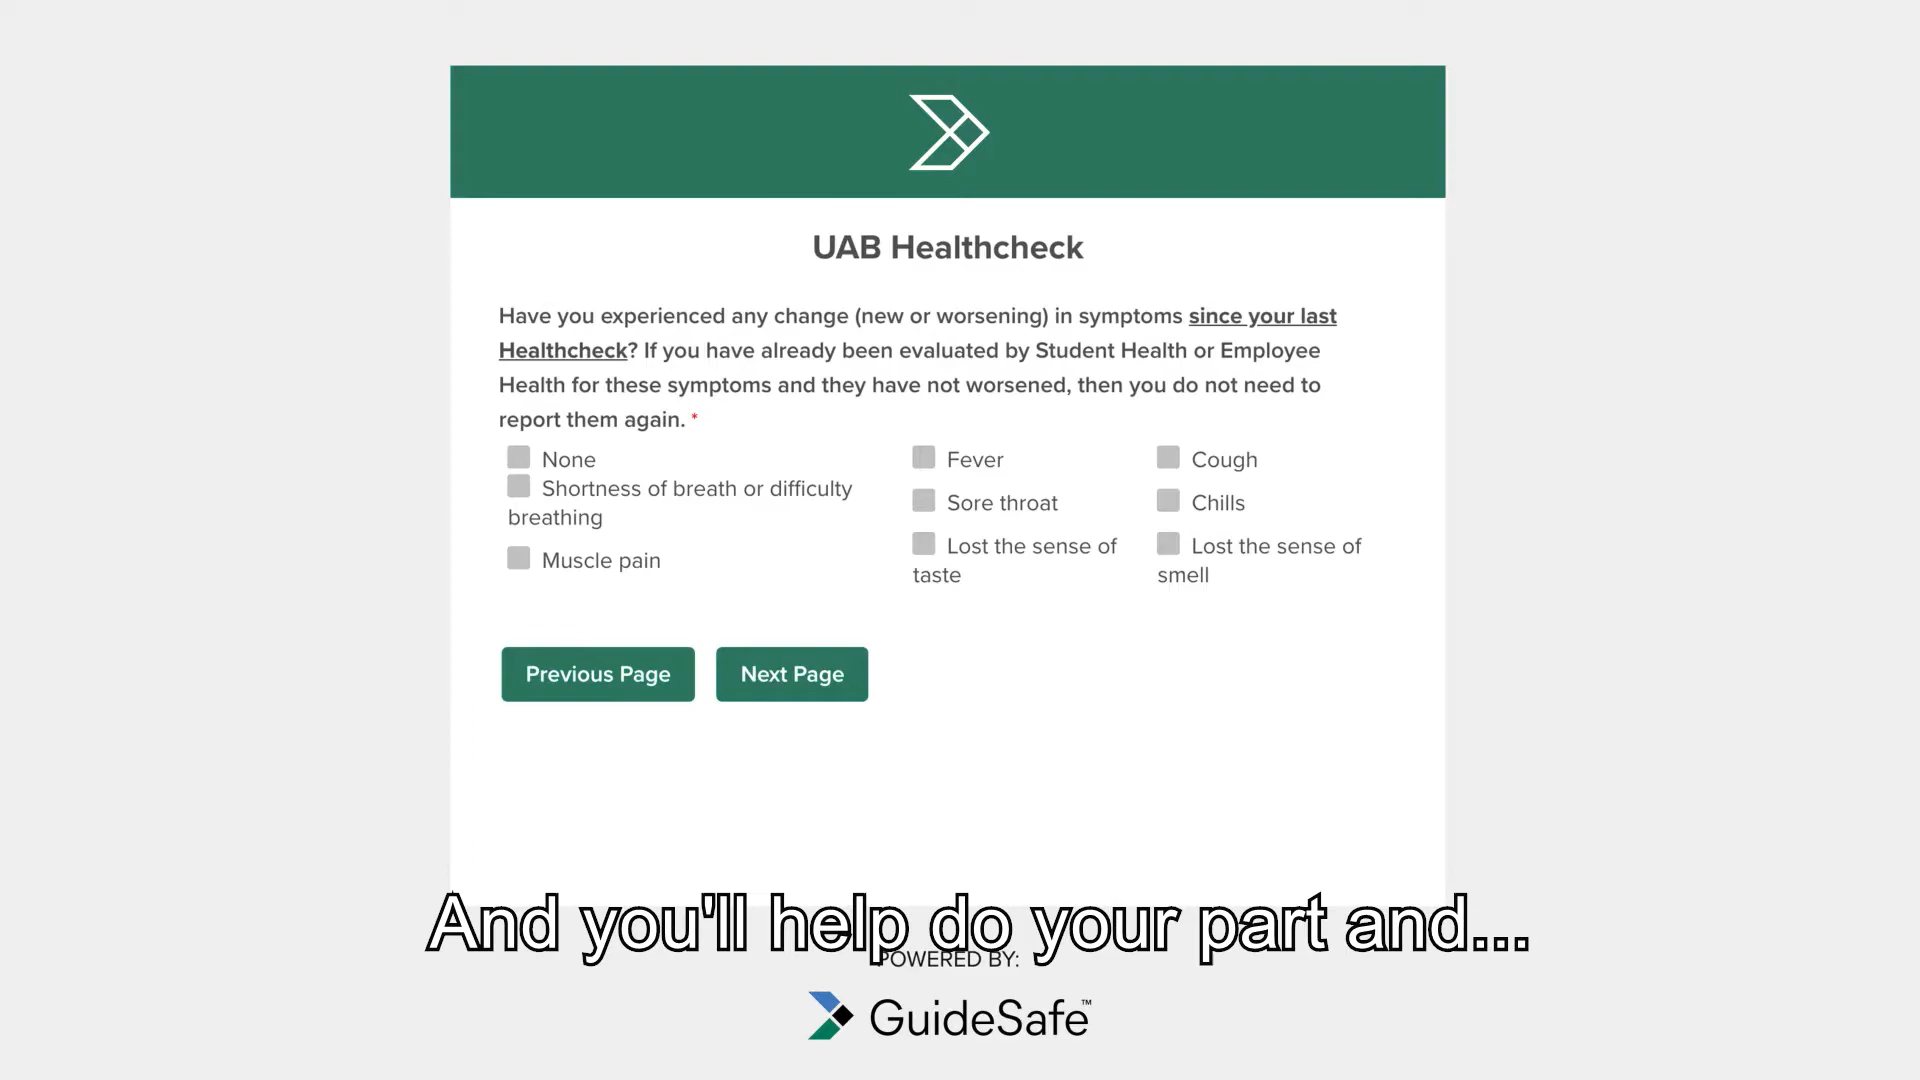 UAB Healthcheck
Have you experienced any change (new or worsening) in symptoms since your last
Healthcheck? If you have already been evaluated by Student Health or Employee
Health for these symptoms and they have not worsened, then you do not need to
report them again. *
None
Fever
Cough
Shortness of breath or difficulty
breathing
Sore throat
Chills
Muscle pain
Lost the sense of
taste
Lost the sense of
smell
Previous Page
Next Page
And you'll help do your part and...
POWERED BY:
GuideSafe™